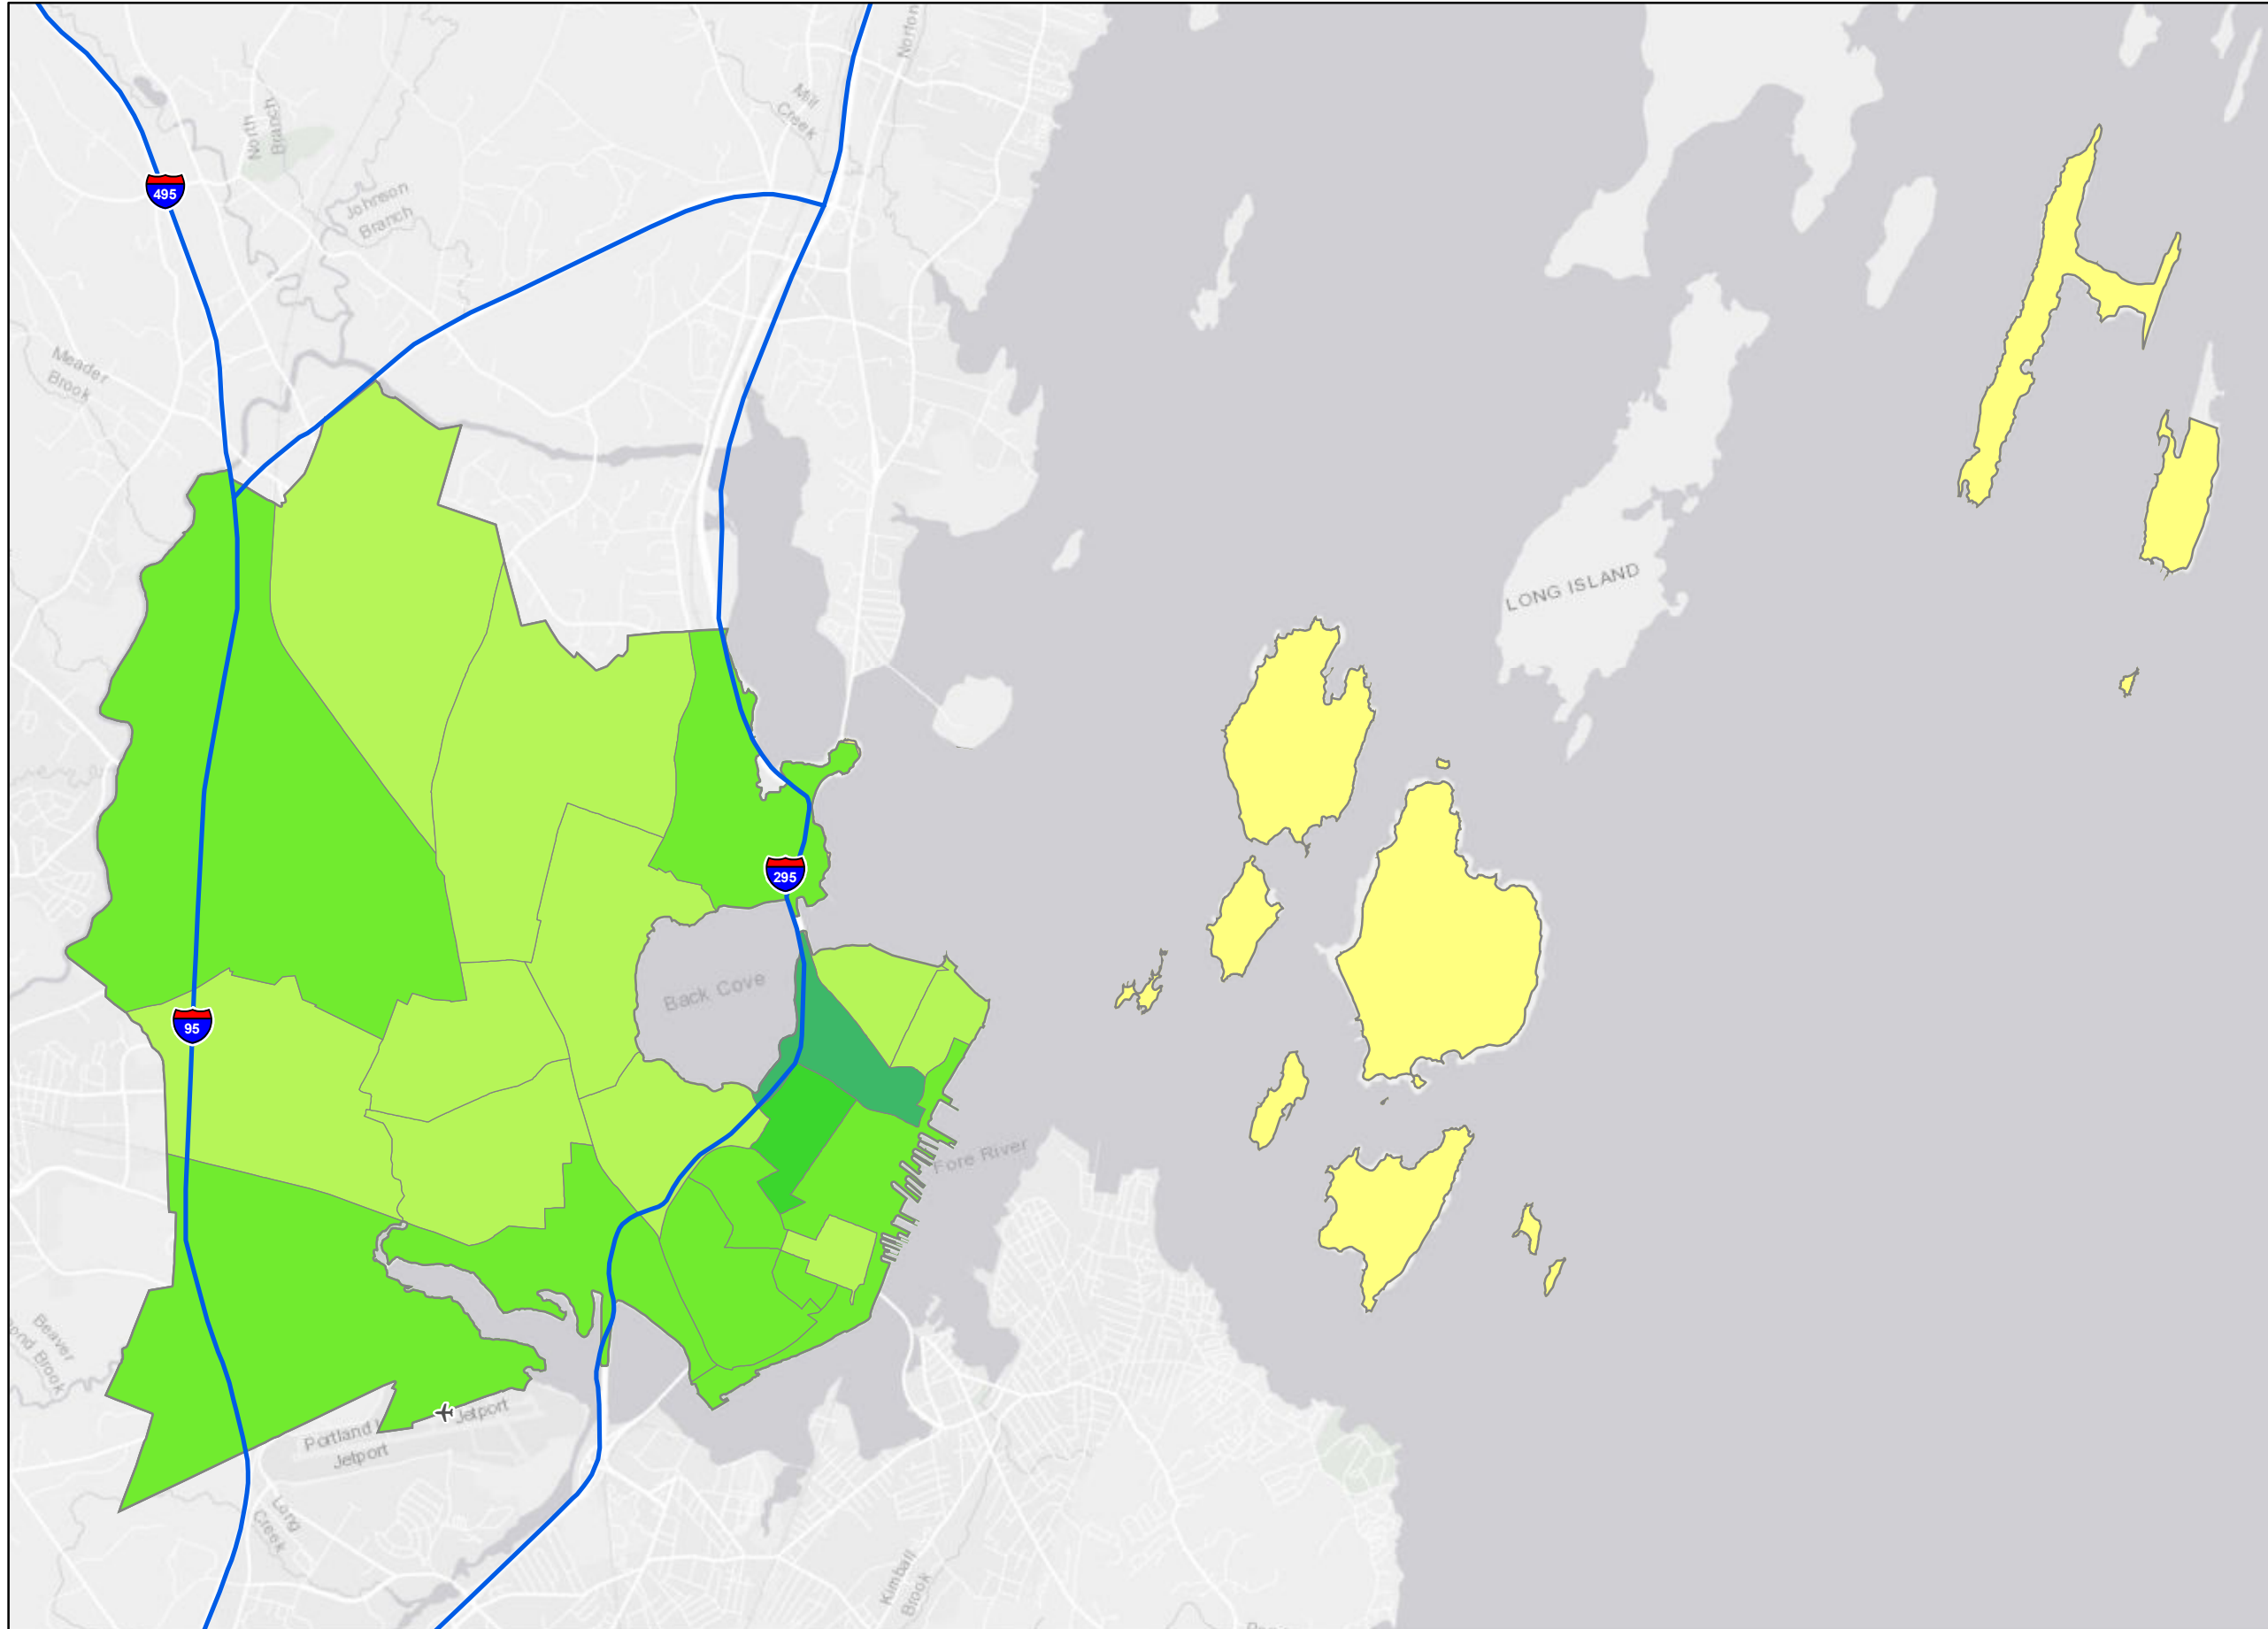 Norton
Mill
Creek
North
Branch
495
Johnson
Branch
Meader
Brook
LONG ISLAND
295
Back Cove
95
Fore River
Beaver
Pond Brook
Portland
Jetport
Jetport
Long
Creek
Kimball
Brook